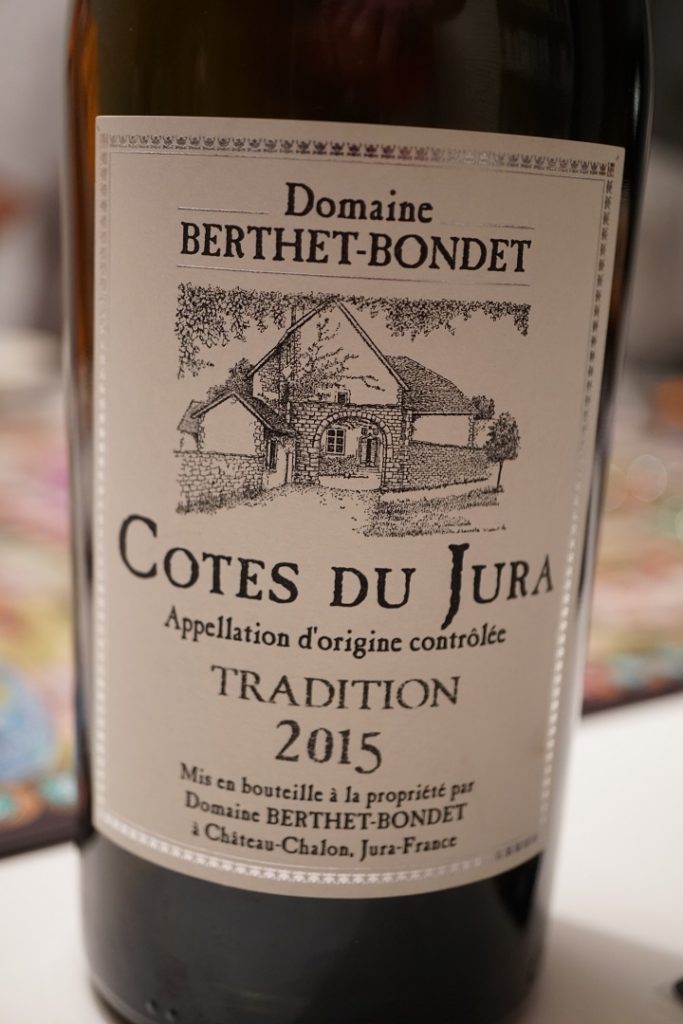 Domaine
BERTHET-BONDET
COTES DU JURA
Appellation d'origine contrôlée
TRADITION
2015
Mis en bouteille à la propriété par
Domaine BERTHET-BONDET
à Château-Chalon, Jura-France